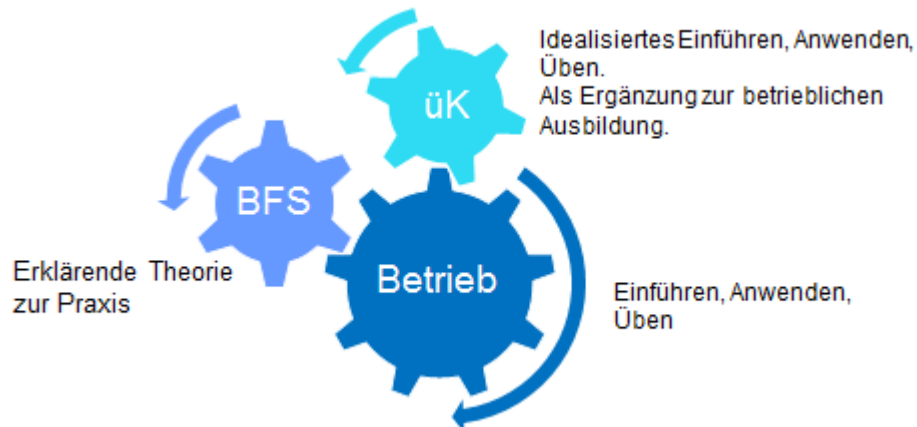 Idealisiertes Einführen, Anwenden,
Üben.
Als Ergänzung zur betrieblichen
Ausbildung.
üK
BFS
Betrieb
Erklärende Theorie
zur Praxis
Einführen, Anwenden,
Üben